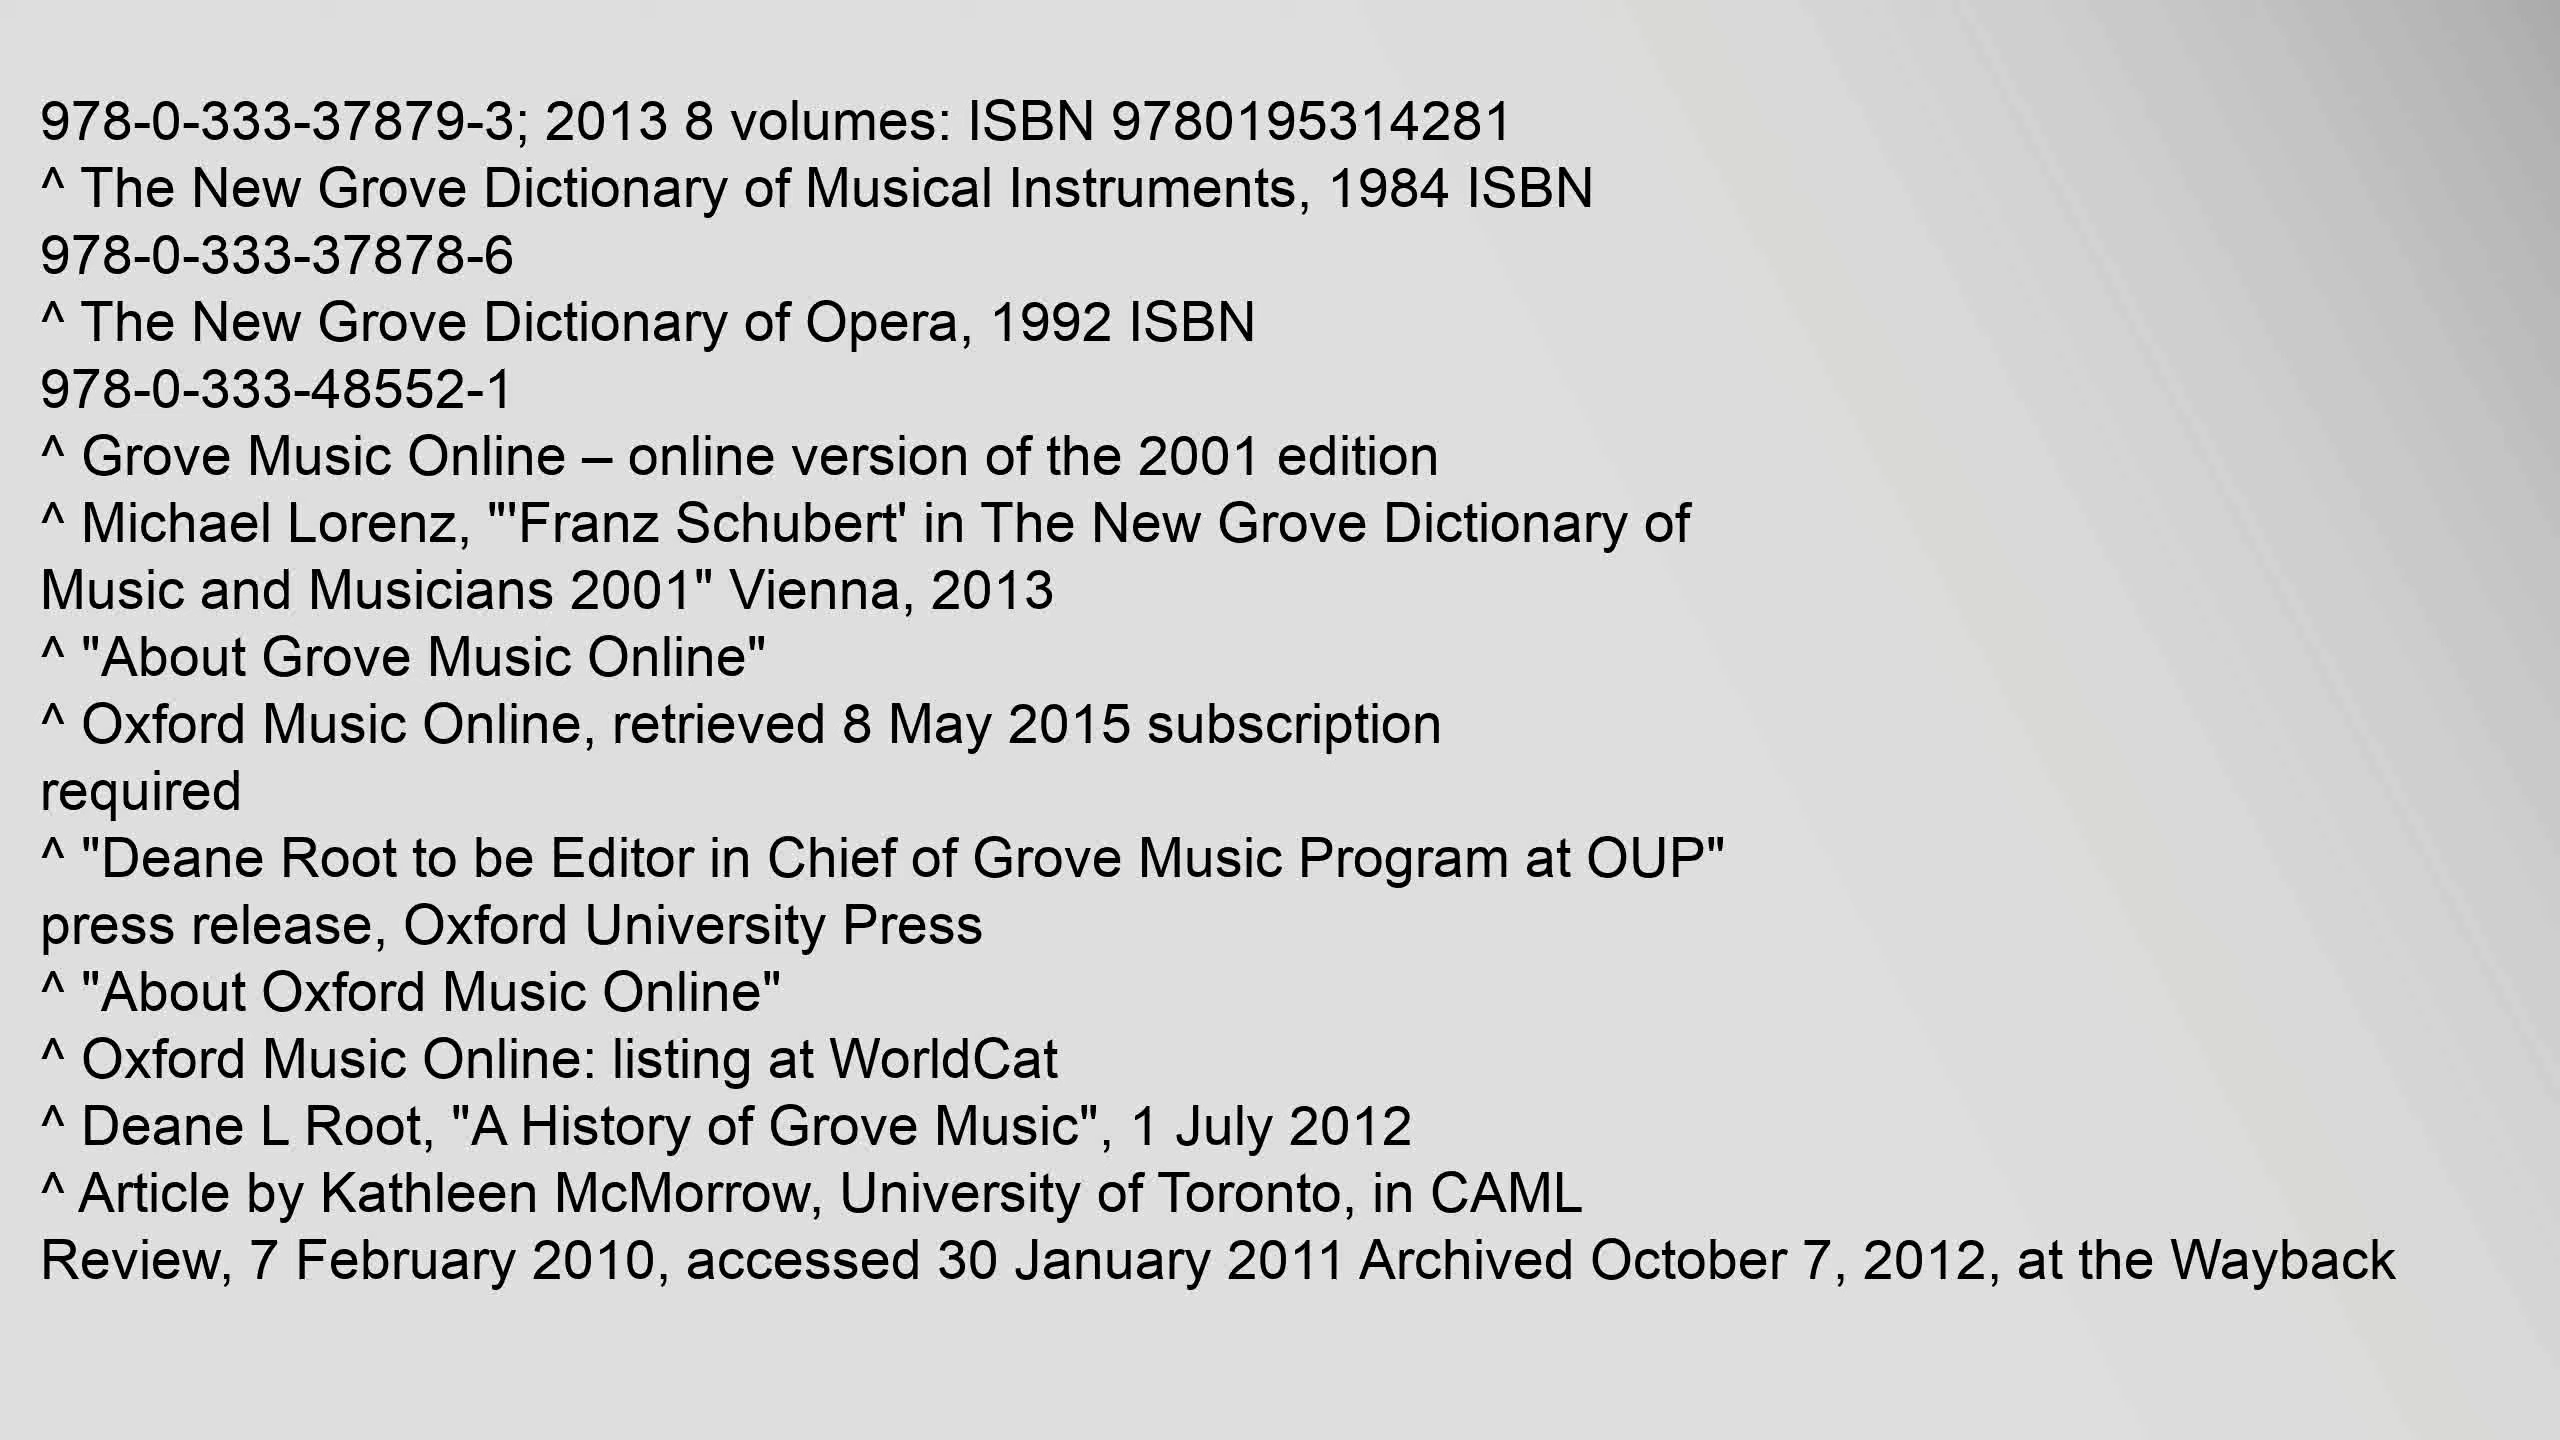 978-0-333-37879-3; 2013 8 volumes: ISBN 9780195314281
^ The New Grove Dictionary of Musical Instruments, 1984 ISBN
978-0-333-37878-6
^ The New Grove Dictionary of Opera, 1992 ISBN
978-0-333-48552-1
^ Grove Music Online – online version of the 2001 edition
^ Michael Lorenz, "'Franz Schubert' in The New Grove Dictionary of
Music and Musicians 2001" Vienna, 2013
^ "About Grove Music Online"
^ Oxford Music Online, retrieved 8 May 2015 subscription
required
^ "Deane Root to be Editor in Chief of Grove Music Program at OUP"
press release, Oxford University Press
^ "About Oxford Music Online"
^ Oxford Music Online: listing at WorldCat
^ Deane L Root, "A History of Grove Music", 1 July 2012
^ Article by Kathleen McMorrow, University of Toronto, in CAML
Review, 7 February 2010, accessed 30 January 2011 Archived October 7, 2012, at the Wayback